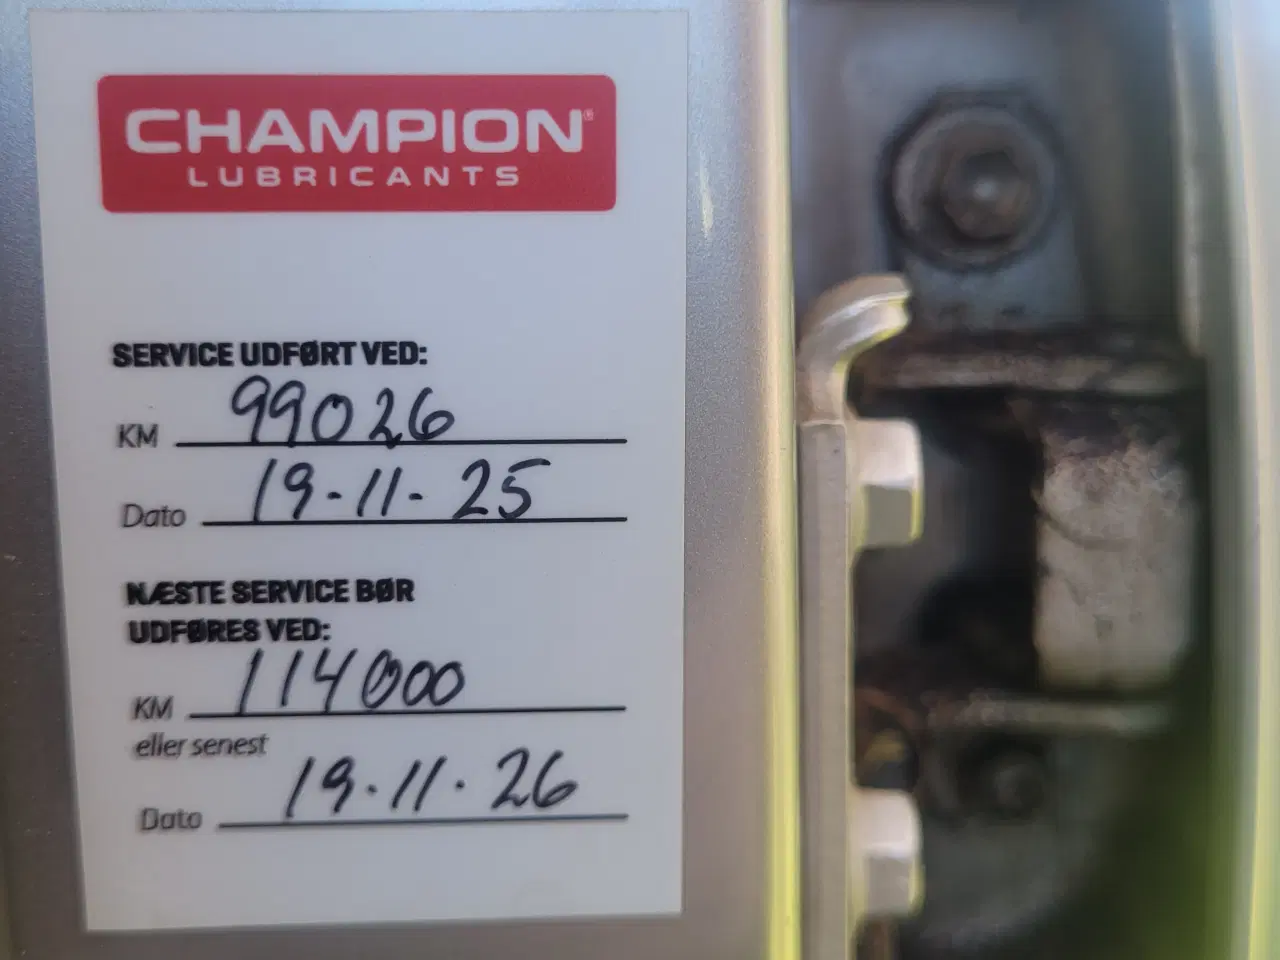 CHAMPION®
LUBRICANTS
SERVICE UDFØRT VED:
KM 99026
Dato 19-11-25
NÆSTE SERVICE BØR
UDFØRES VED:
KM 114000
eller senest
Dato 19·11·26